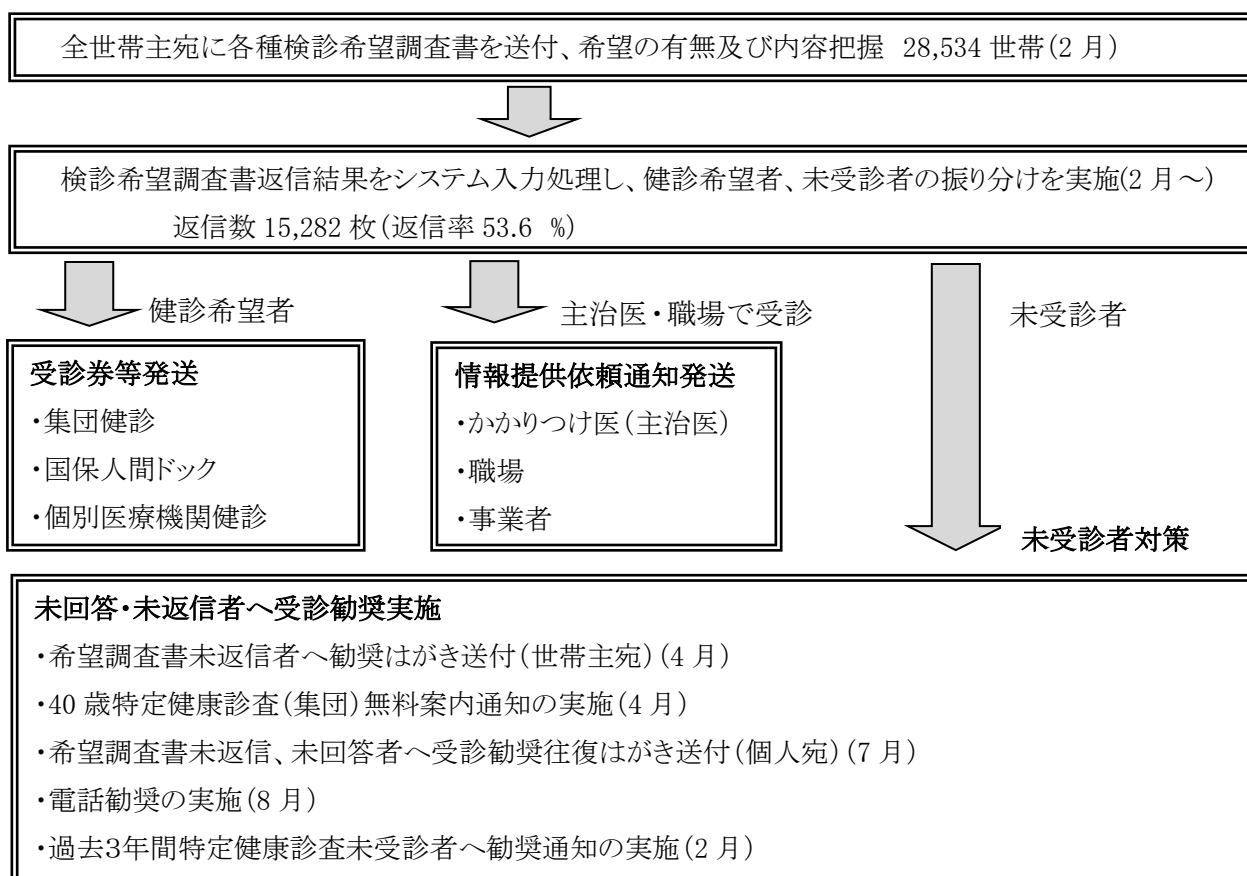 全世帯主宛に各種検診希望調査書を送付、希望の有無及び内容把握 28,534 世帯(2 月)
検診希望調査書返信結果をシステム入力処理し、健診希望者、未受診者の振り分けを実施(2 月～)
返信数 15,282 枚(返信率 53.6 %)
健診希望者
主治医・職場で受診
未受診者
受診券等発送
・集団健診
・国保人間ドック
・個別医療機関健診
情報提供依頼通知発送
・かかりつけ医(主治医)
・職場
・事業者
未受診者対策
未回答・未返信者へ受診勧奨実施
・希望調査書未返信者へ勧奨はがき送付(世帯主宛)(4 月)
・40 歳特定健康診査(集団)無料案内通知の実施(4 月)
・希望調査書未返信、未回答者へ受診勧奨往復はがき送付(個人宛)(7 月)
・電話勧奨の実施(8 月)
・過去３年間特定健康診査未受診者へ勧奨通知の実施(2 月)